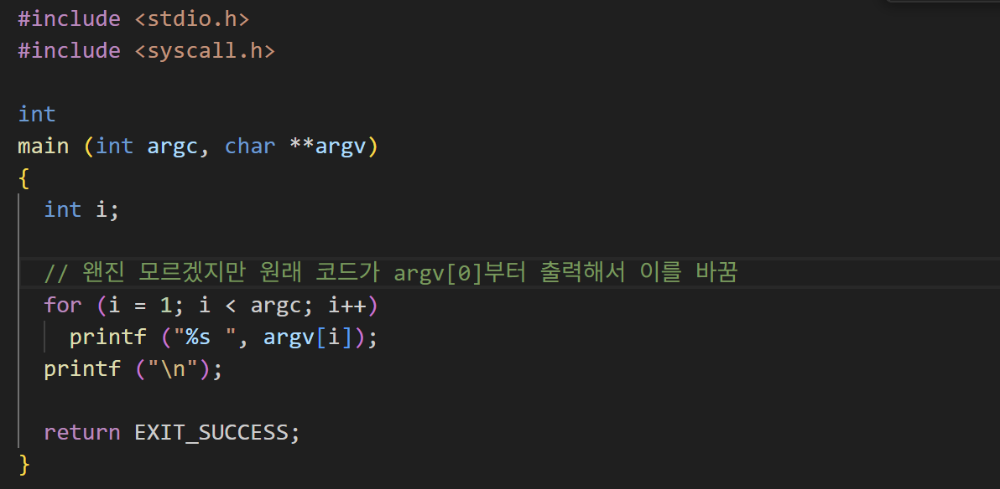 #include <stdio.h>
#include <syscall.h>
int
main (int argc, char **argv)
{
int i;
// 왠진 모르겠지만 원래 코드가 argv[0]부터 출력해서 이를 바꿈
for (i = 1; i < argc; i++)
printf ("%s ", argv[i]);
printf ("\n");
return EXIT_SUCCESS;
}